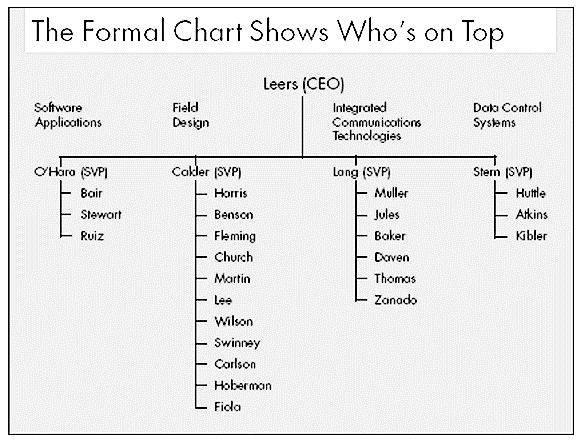 The Formal Chart Shows Who's on Top
Leers (CEO)
Software
Applications
Field
Design
Integrated
Communications
Technologies
Data Control
Systems
O'Hara (SVP)
Bair
Stewart
Ruiz
Calder (SVP)
Harris
Benson
Fleming
Church
Martin
Lee
Wilson
Swinney
Carlson
Hoberman
Fiola
Lang (SVP)
Muller
Jules
Baker
Daven
Thomas
Zanado
Stern (SVP)
Huttle
Atkins
Kibler